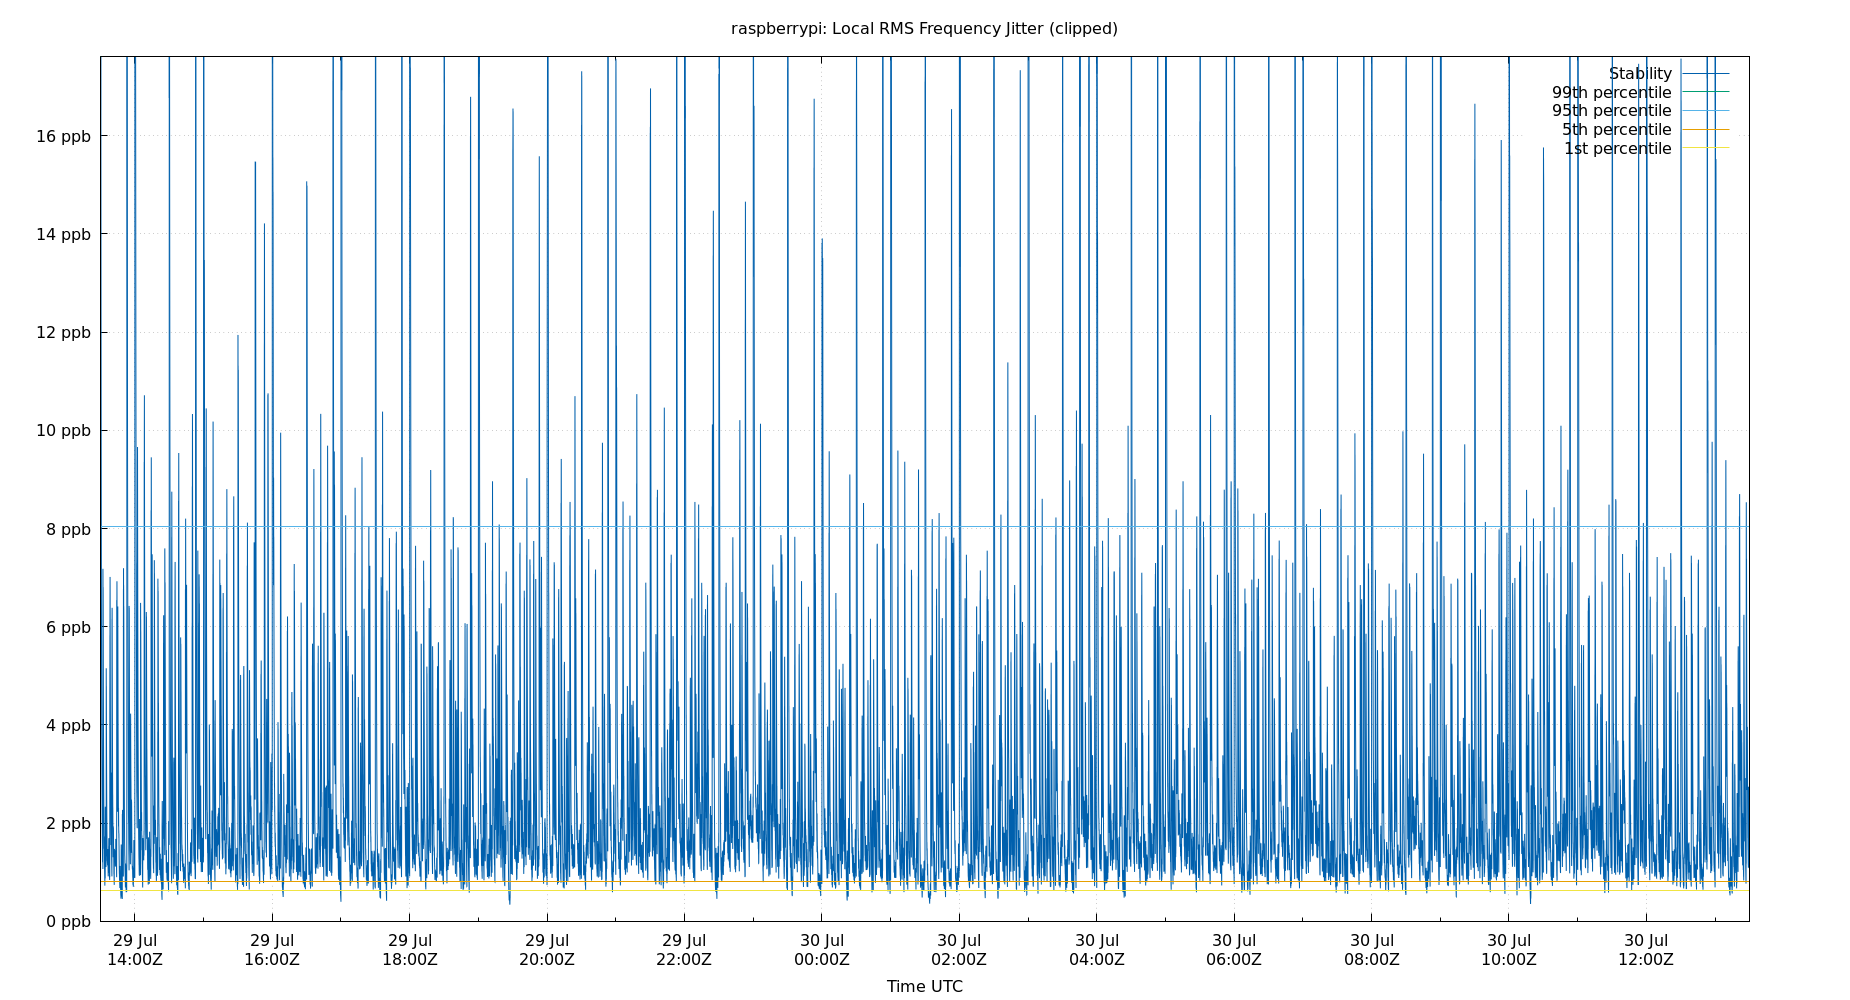 raspberrypi: Local RMS Frequency Jitter (clipped)
Stability
99th percentile
95th percentile
5th percentile
1st percentile
16 ppb
14 ppb
12 ppb
10 ppb
8 ppb
6 ppb
4 ppb
2 ppb
0 ppb
29 Jul 29 Jul 29 Jul 29 Jul 29 Jul 30 Jul 30 Jul 30 Jul 30 Jul 30 Jul 30 Jul 30 Jul
14:00Z 16:00Z 18:00Z 20:00Z 22:00Z 00:00Z 02:00Z 04:00Z 06:00Z 08:00Z 10:00Z 12:00Z
Time UTC